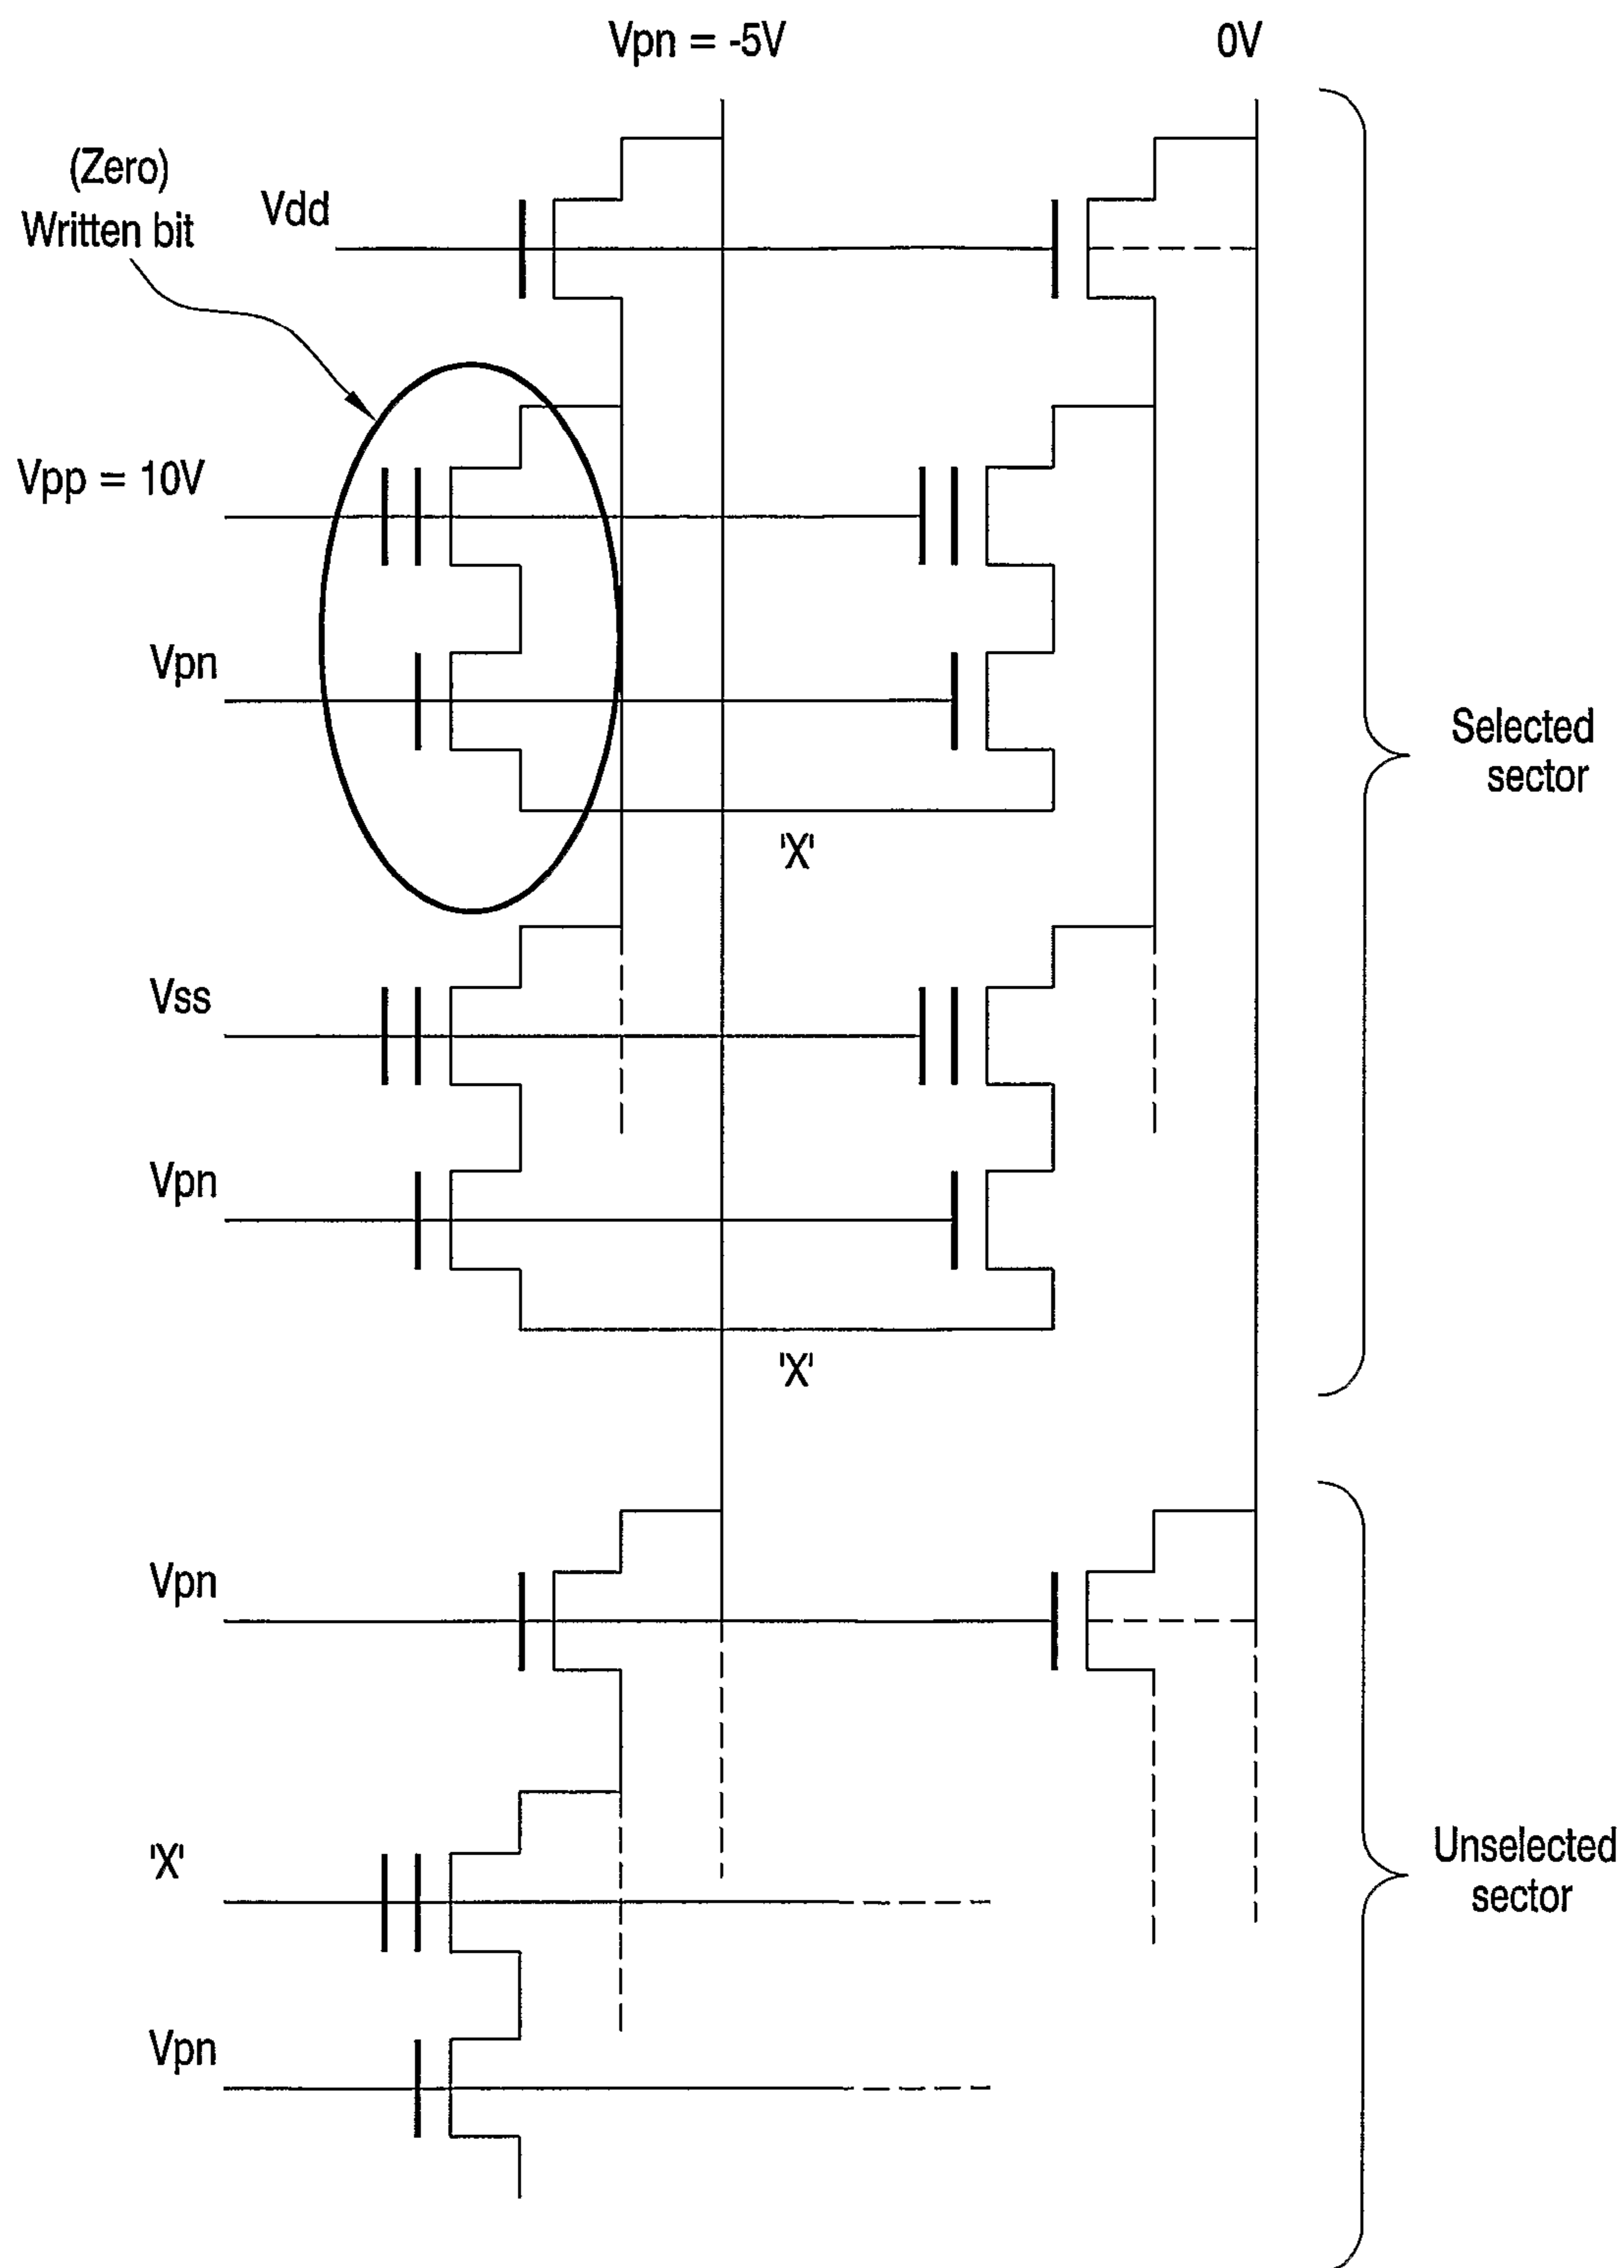 Vpn = -5V
0V
(Zero)
Written bit
Vdd
Vpp = 10V
Vpn
Selected
sector
'X'
Vss
Vpn
'X'
Vpn
'X'
Unselected
sector
Vpn